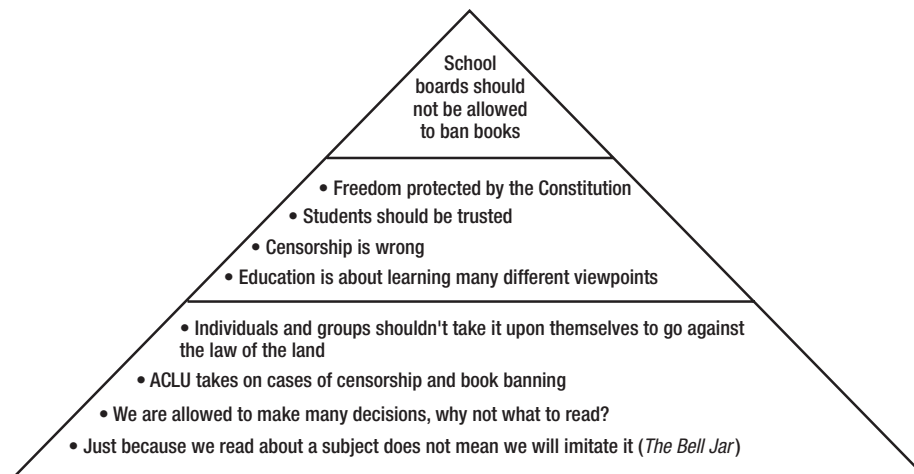 School
boards should
not be allowed
to ban books
• Freedom protected by the Constitution
• Students should be trusted
• Censorship is wrong
• Education is about learning many different viewpoints
• Individuals and groups shouldn't take it upon themselves to go against
the law of the land
• ACLU takes on cases of censorship and book banning
• We are allowed to make many decisions, why not what to read?
• Just because we read about a subject does not mean we will imitate it (The Bell Jar)